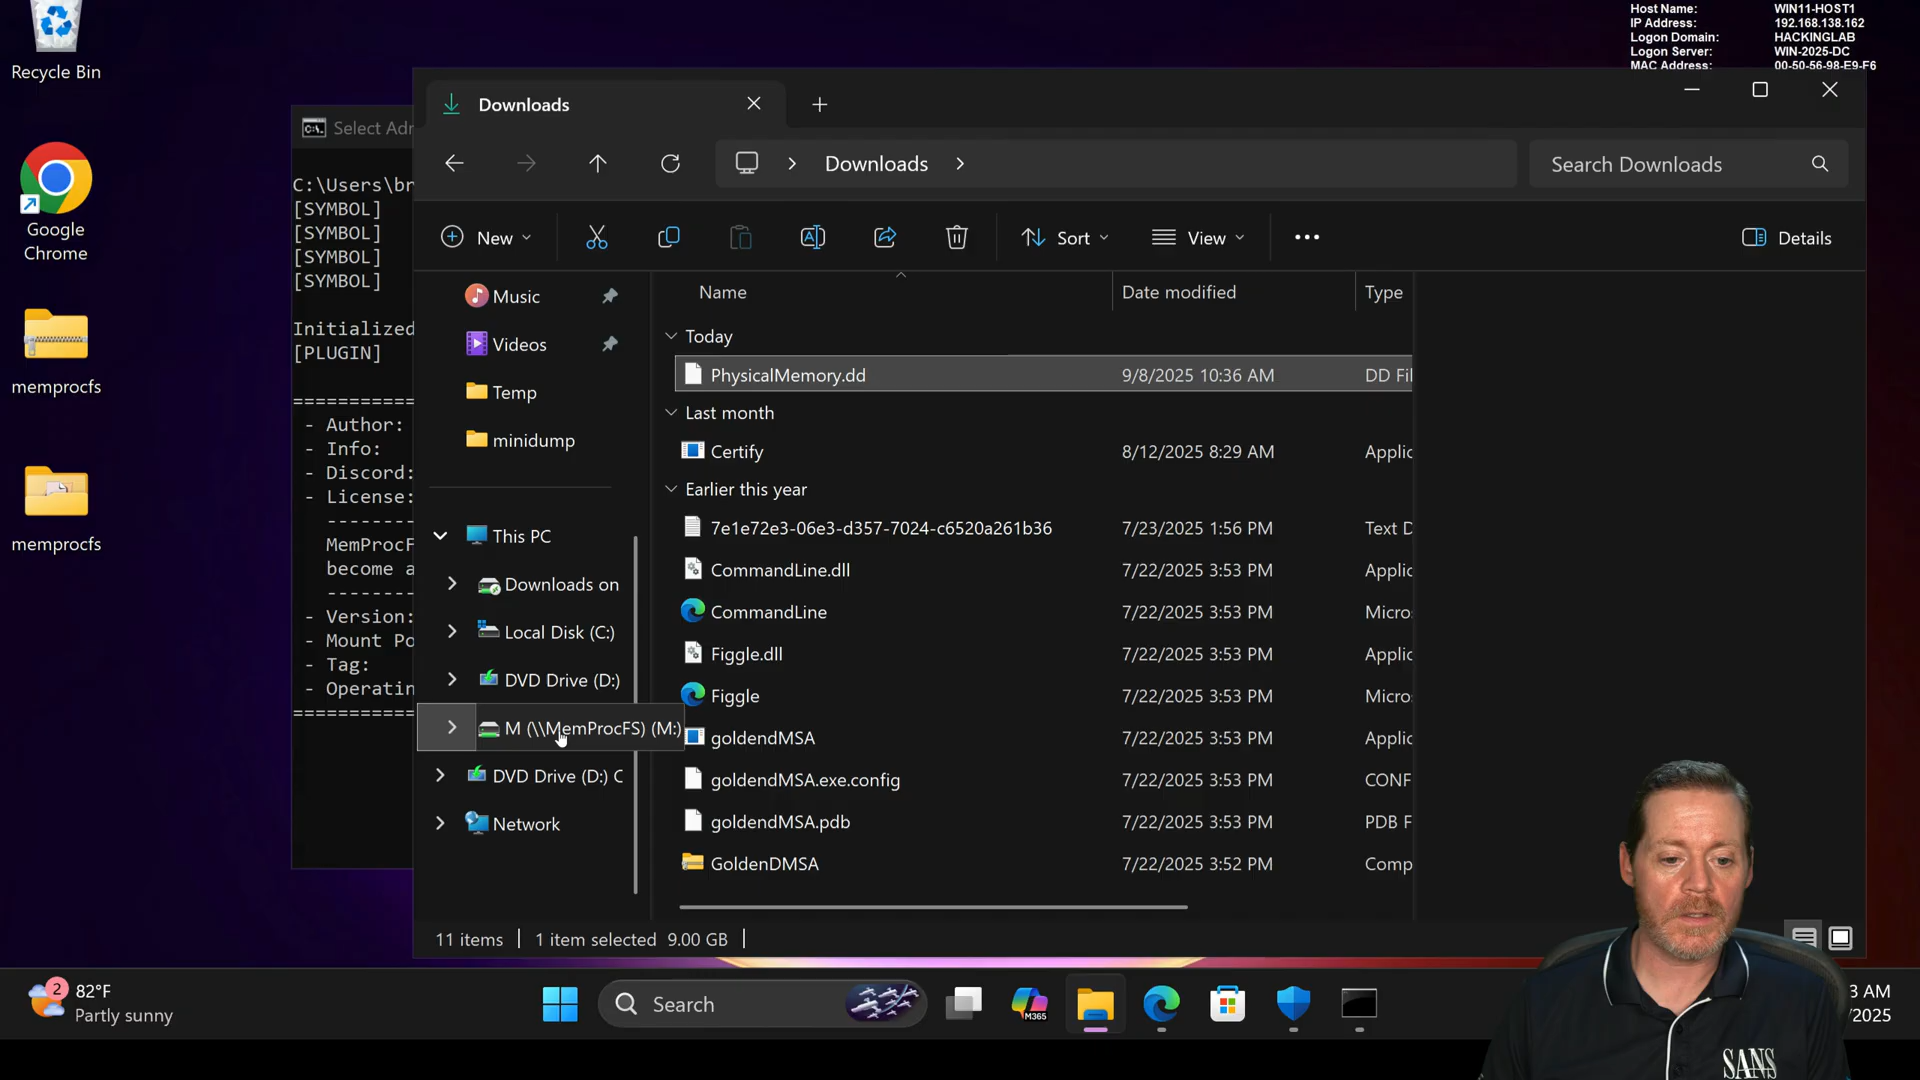 Recycle Bin
Google
Chrome
memprocfs
memprocfs
Host Name: WIN11-HOST1
IP Address: 192.168.138.162
Logon Domain: HACKINGLAB
Logon Server: WIN-2025-DC
MAC Address: 00-50-56-98-E9-F6
Select Adr
C:\Users\br
[SYMBOL]
[SYMBOL]
[SYMBOL]
[SYMBOL]
Initialized
[PLUGIN]
============
- Author:
- Info:
- Discord:
- License:
--------
MemProcF
become a
--------
- Version:
- Mount Po
- Tag:
- Operatin
============
Downloads
Downloads
Search Downloads
New
Sort
View
Details
Music
Videos
Temp
minidump
This PC
Downloads on
Local Disk (C:)
DVD Drive (D:)
M (\\MemProcFS) (M:)
DVD Drive (D:) C
Network
Name Date modified Type
Today
PhysicalMemory.dd 9/8/2025 10:36 AM DD Fil
Last month
Certify 8/12/2025 8:29 AM Applic
Earlier this year
7e1e72e3-06e3-d357-7024-c6520a261b36 7/23/2025 1:56 PM Text D
CommandLine.dll 7/22/2025 3:53 PM Applic
CommandLine 7/22/2025 3:53 PM Micro
Figgle.dll 7/22/2025 3:53 PM Applic
Figgle 7/22/2025 3:53 PM Micro
goldendMSA 7/22/2025 3:53 PM Applic
goldendMSA.exe.config 7/22/2025 3:53 PM CONF
goldendMSA.pdb 7/22/2025 3:53 PM PDB F
GoldenDMSA 7/22/2025 3:52 PM Comp
11 items 1 item selected 9.00 GB
2
82°F
Partly sunny
Search
M365
3 AM
/2025
SANS